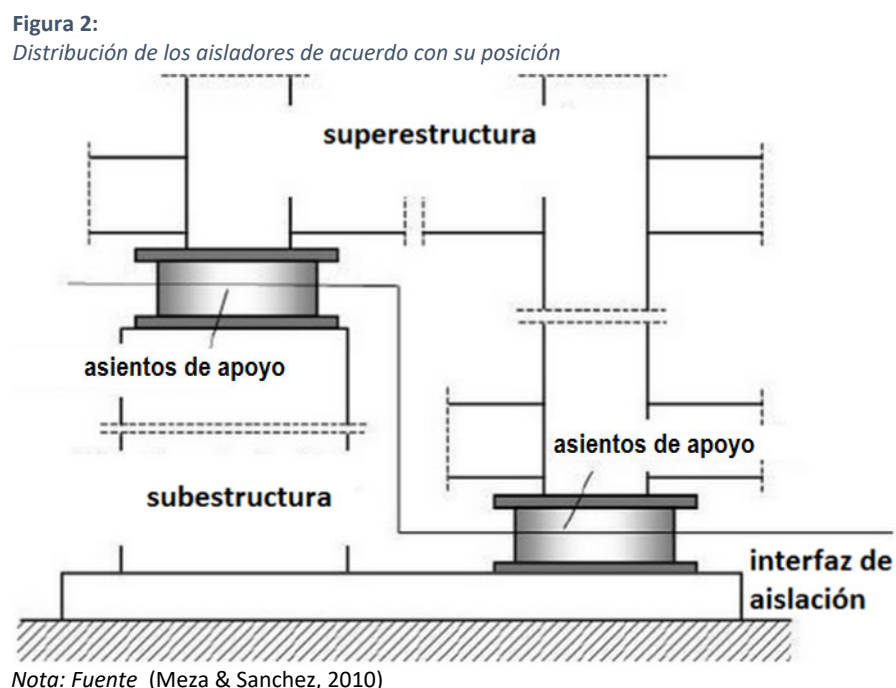 Figura 2:
Distribución de los aisladores de acuerdo con su posición
superestructura
asientos de apoyo
asientos de apoyo
subestructura
interfaz de
aislación
Nota: Fuente (Meza & Sanchez, 2010)